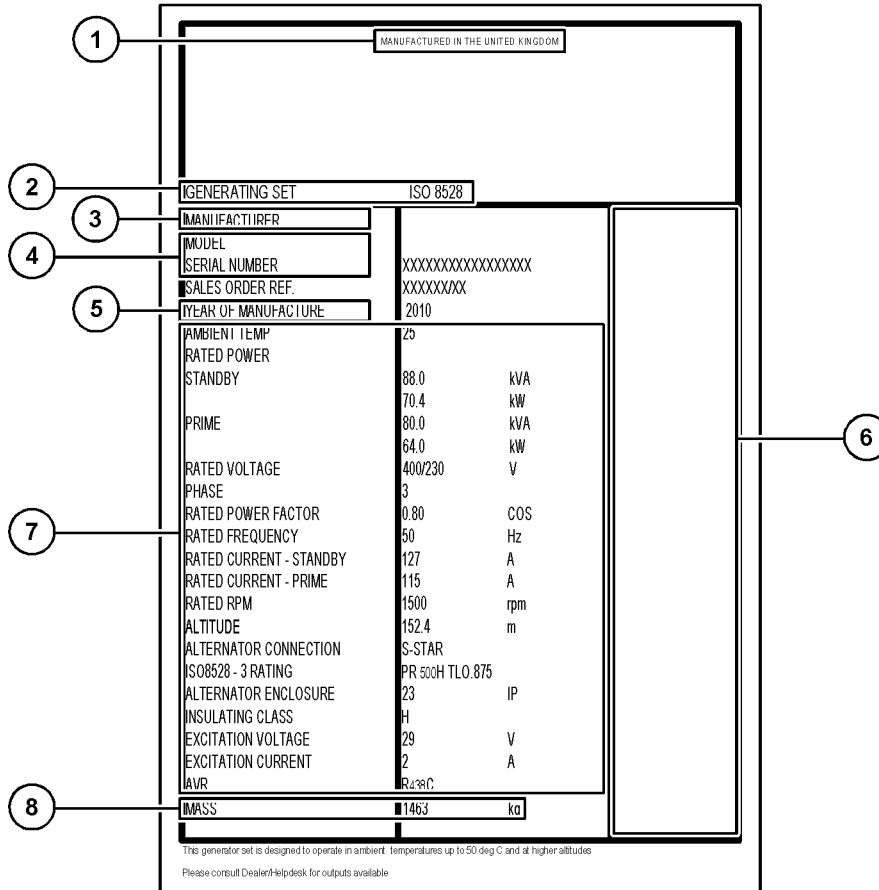 1
MANUFACTURED IN THE UNITED KINGDOM
2
GENERATING SET ISO 8528
3
MANUFACTURER
4
MODEL
SERIAL NUMBER XXXXXXXXXXXXXXXXX
SALES ORDER REF. XXXXXX/XX
5
YEAR OF MANUFACTURE 2010
AMBIENT TEMP 25
RATED POWER
STANDBY 88.0 kVA
70.4 kW
PRIME 80.0 kVA
64.0 kW
6
RATED VOLTAGE 400/230 V
PHASE 3
RATED POWER FACTOR 0.80 COS
7
RATED FREQUENCY 50 Hz
RATED CURRENT - STANDBY 127 A
RATED CURRENT - PRIME 115 A
RATED RPM 1500 rpm
ALTITUDE 152.4 m
ALTERNATOR CONNECTION S-STAR
ISO8528 - 3 RATING PR 500H TLO.875
ALTERNATOR ENCLOSURE 23 IP
INSULATING CLASS H
EXCITATION VOLTAGE 29 V
EXCITATION CURRENT 2 A
AVR R438C
8
MASS 1463 kg
This generator set is designed to operate in ambient temperatures up to 50 deg C and at higher altitudes
Please consult Dealer/Helpdesk for outputs available